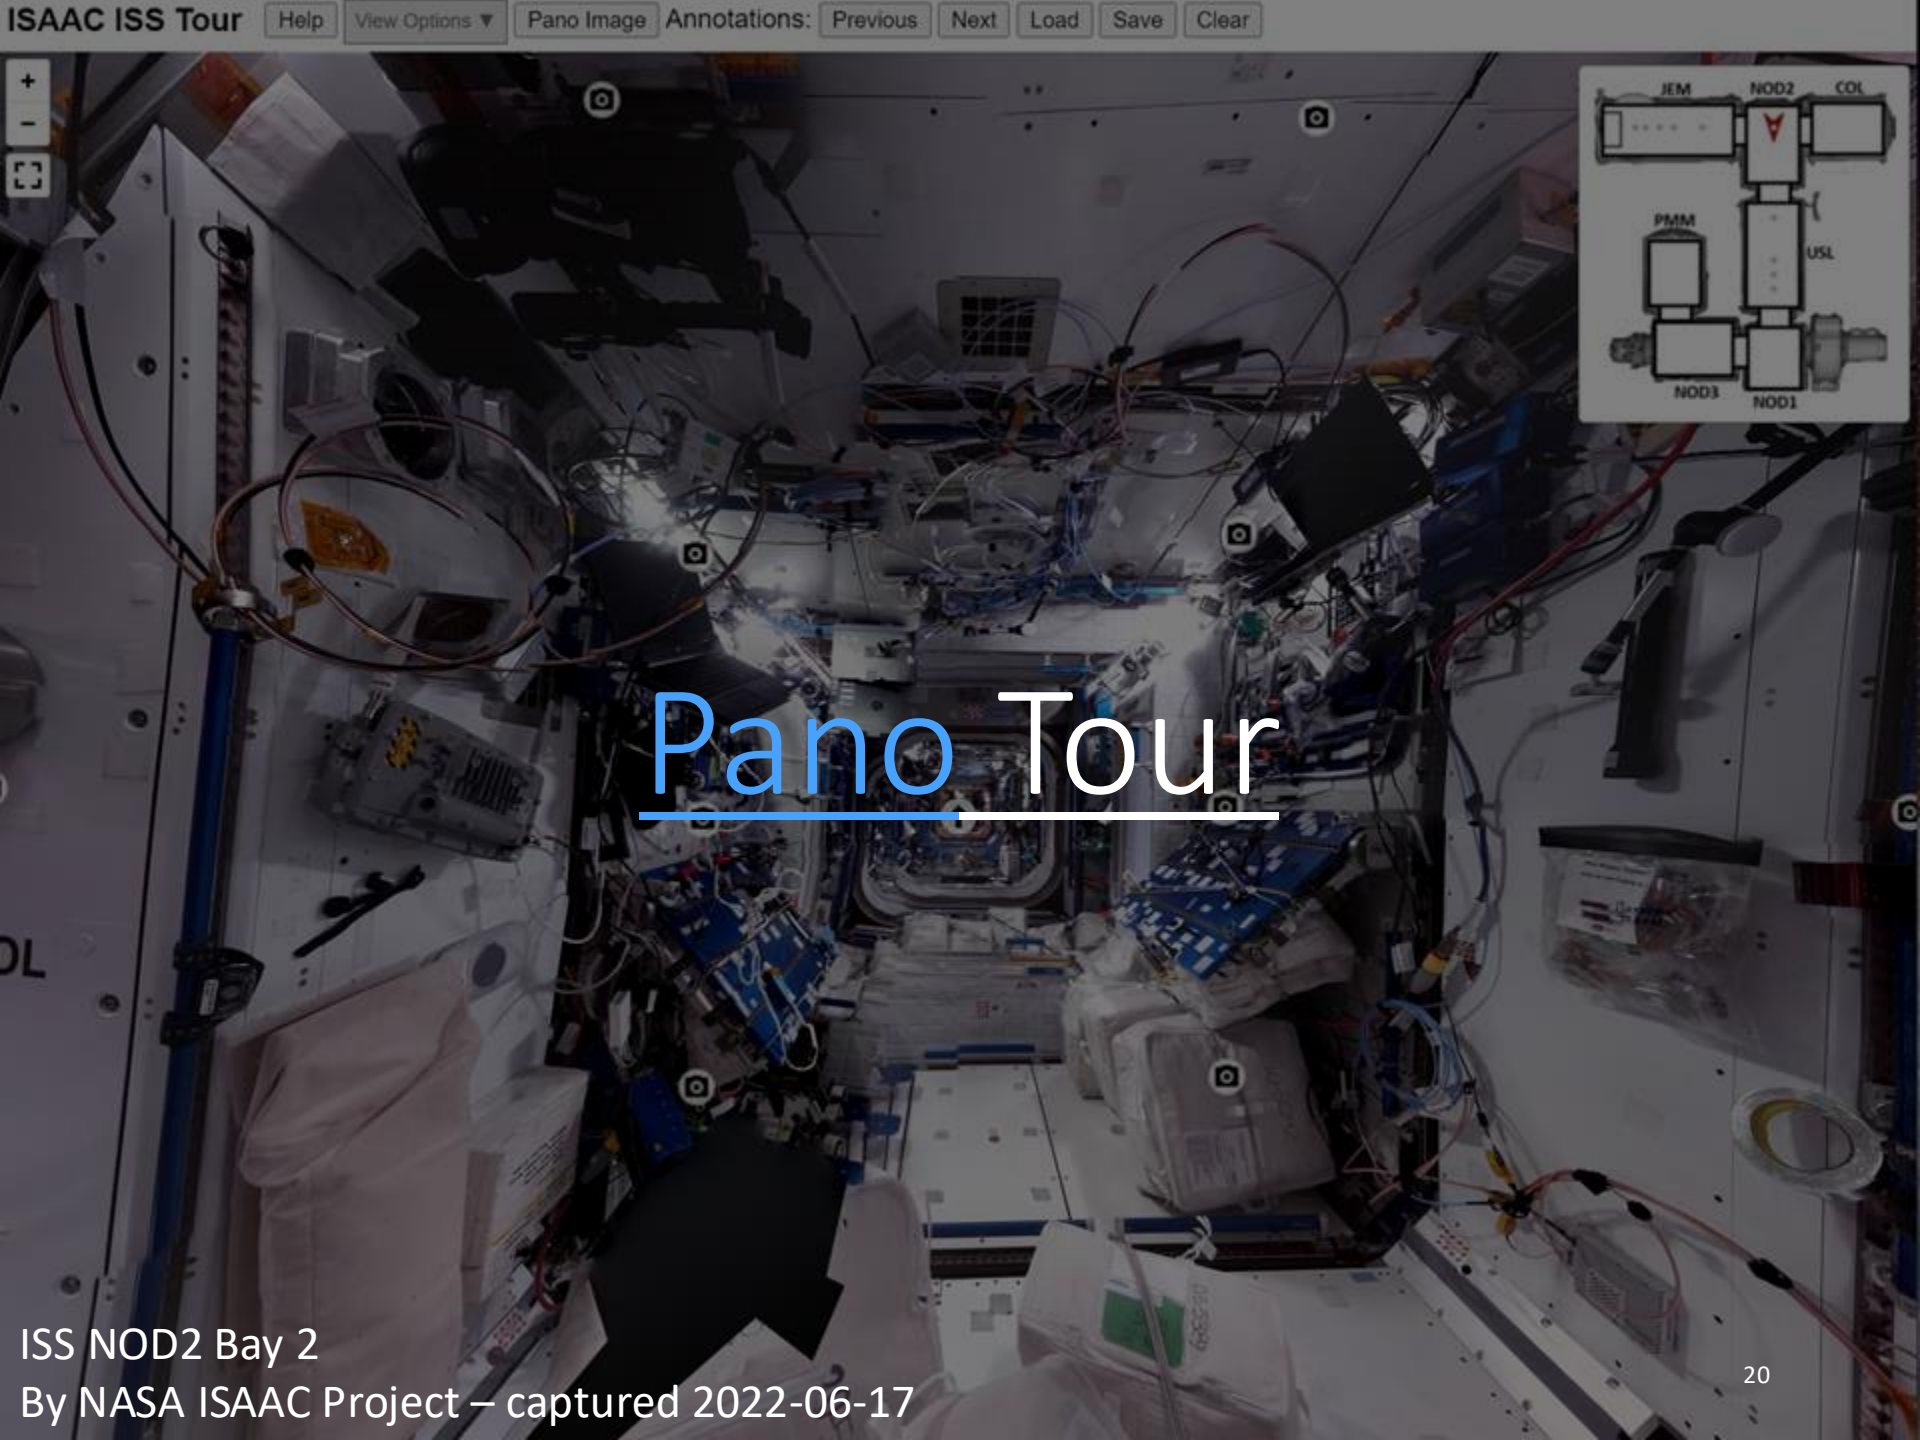 ISAAC ISS Tour Help View Options ▼ Pano Image Annotations: Previous Next Load Save Clear
+
−
JEM NOD2 COL
PMM
USL
NOD3
NOD1
Pano Tour
OL
ISS NOD2 Bay 2
By NASA ISAAC Project – captured 2022-06-17
20